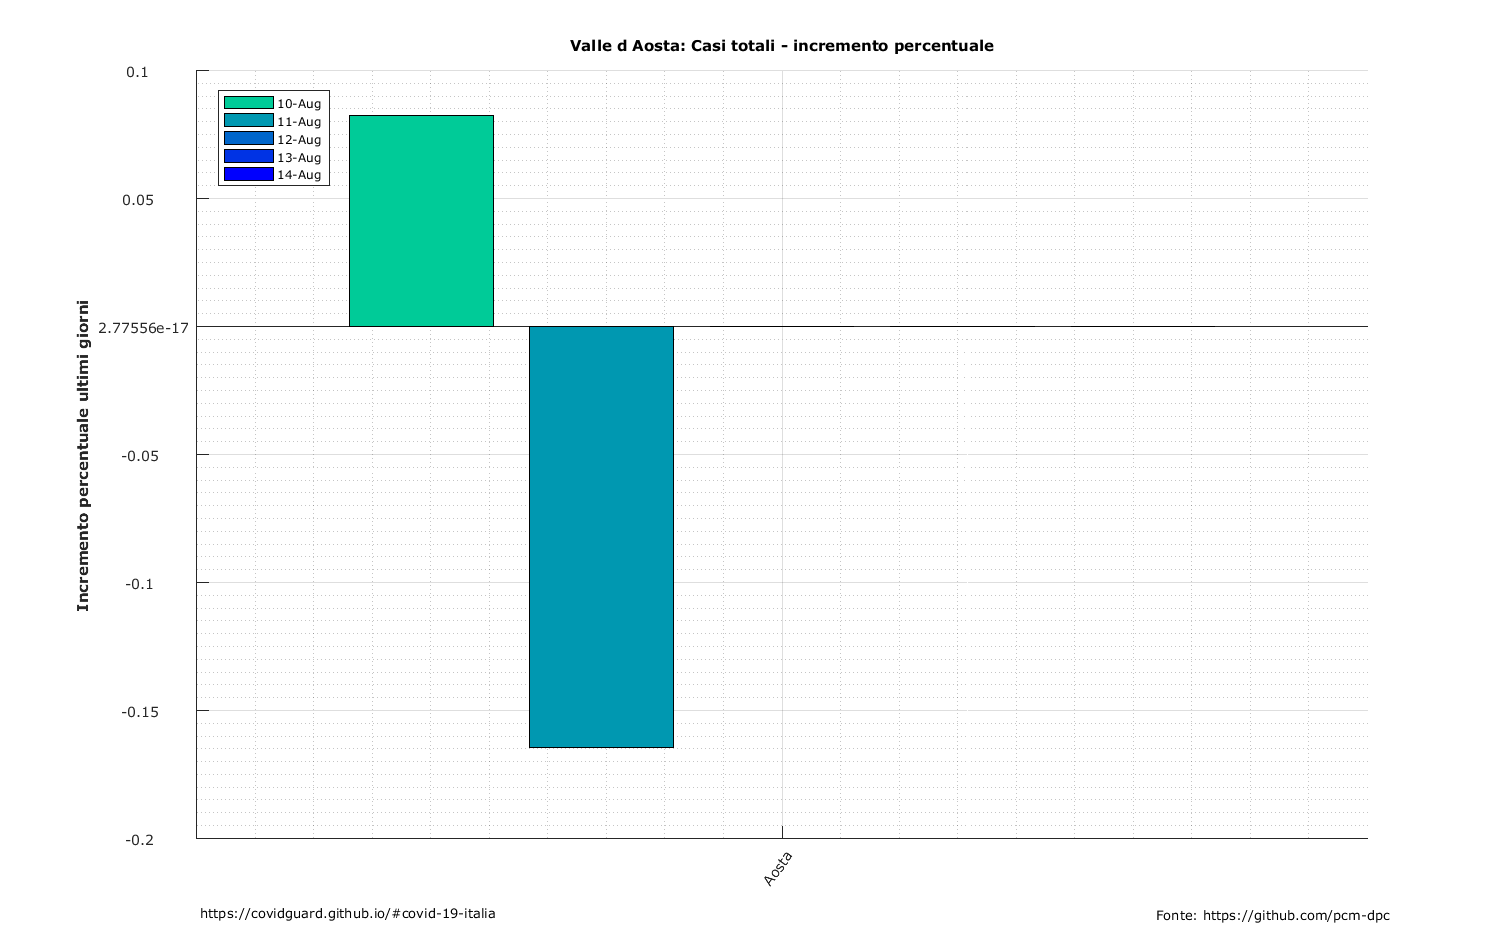 Valle d Aosta: Casi totali - incremento percentuale
0.1
0.05
2.77556e-17
-0.05
-0.1
-0.15
-0.2
Incremento percentuale ultimi giorni
10-Aug
11-Aug
12-Aug
13-Aug
14-Aug
Aosta
https://covidguard.github.io/#covid-19-italia
Fonte: https://github.com/pcm-dpc